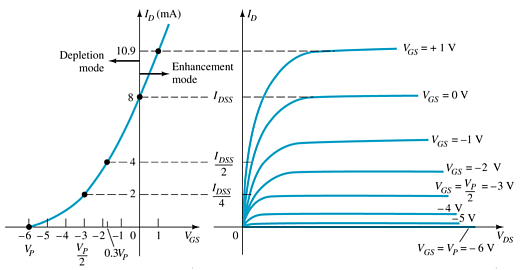 I_D (mA)
I_D
10.9
V_GS = + 1 V
Depletion
mode
Enhancement
mode
8
I_DSS
V_GS = 0 V
V_GS = −1 V
4
I_DSS
2
V_GS = −2 V
V_GS = V_P/2 = −3 V
2
I_DSS
4
−4 V
−5 V
−6 −5 −4 −3 −2 −1 0 1 V_GS
0
V_DS
V_P
V_P/2
0.3V_P
V_GS = V_P = −6 V